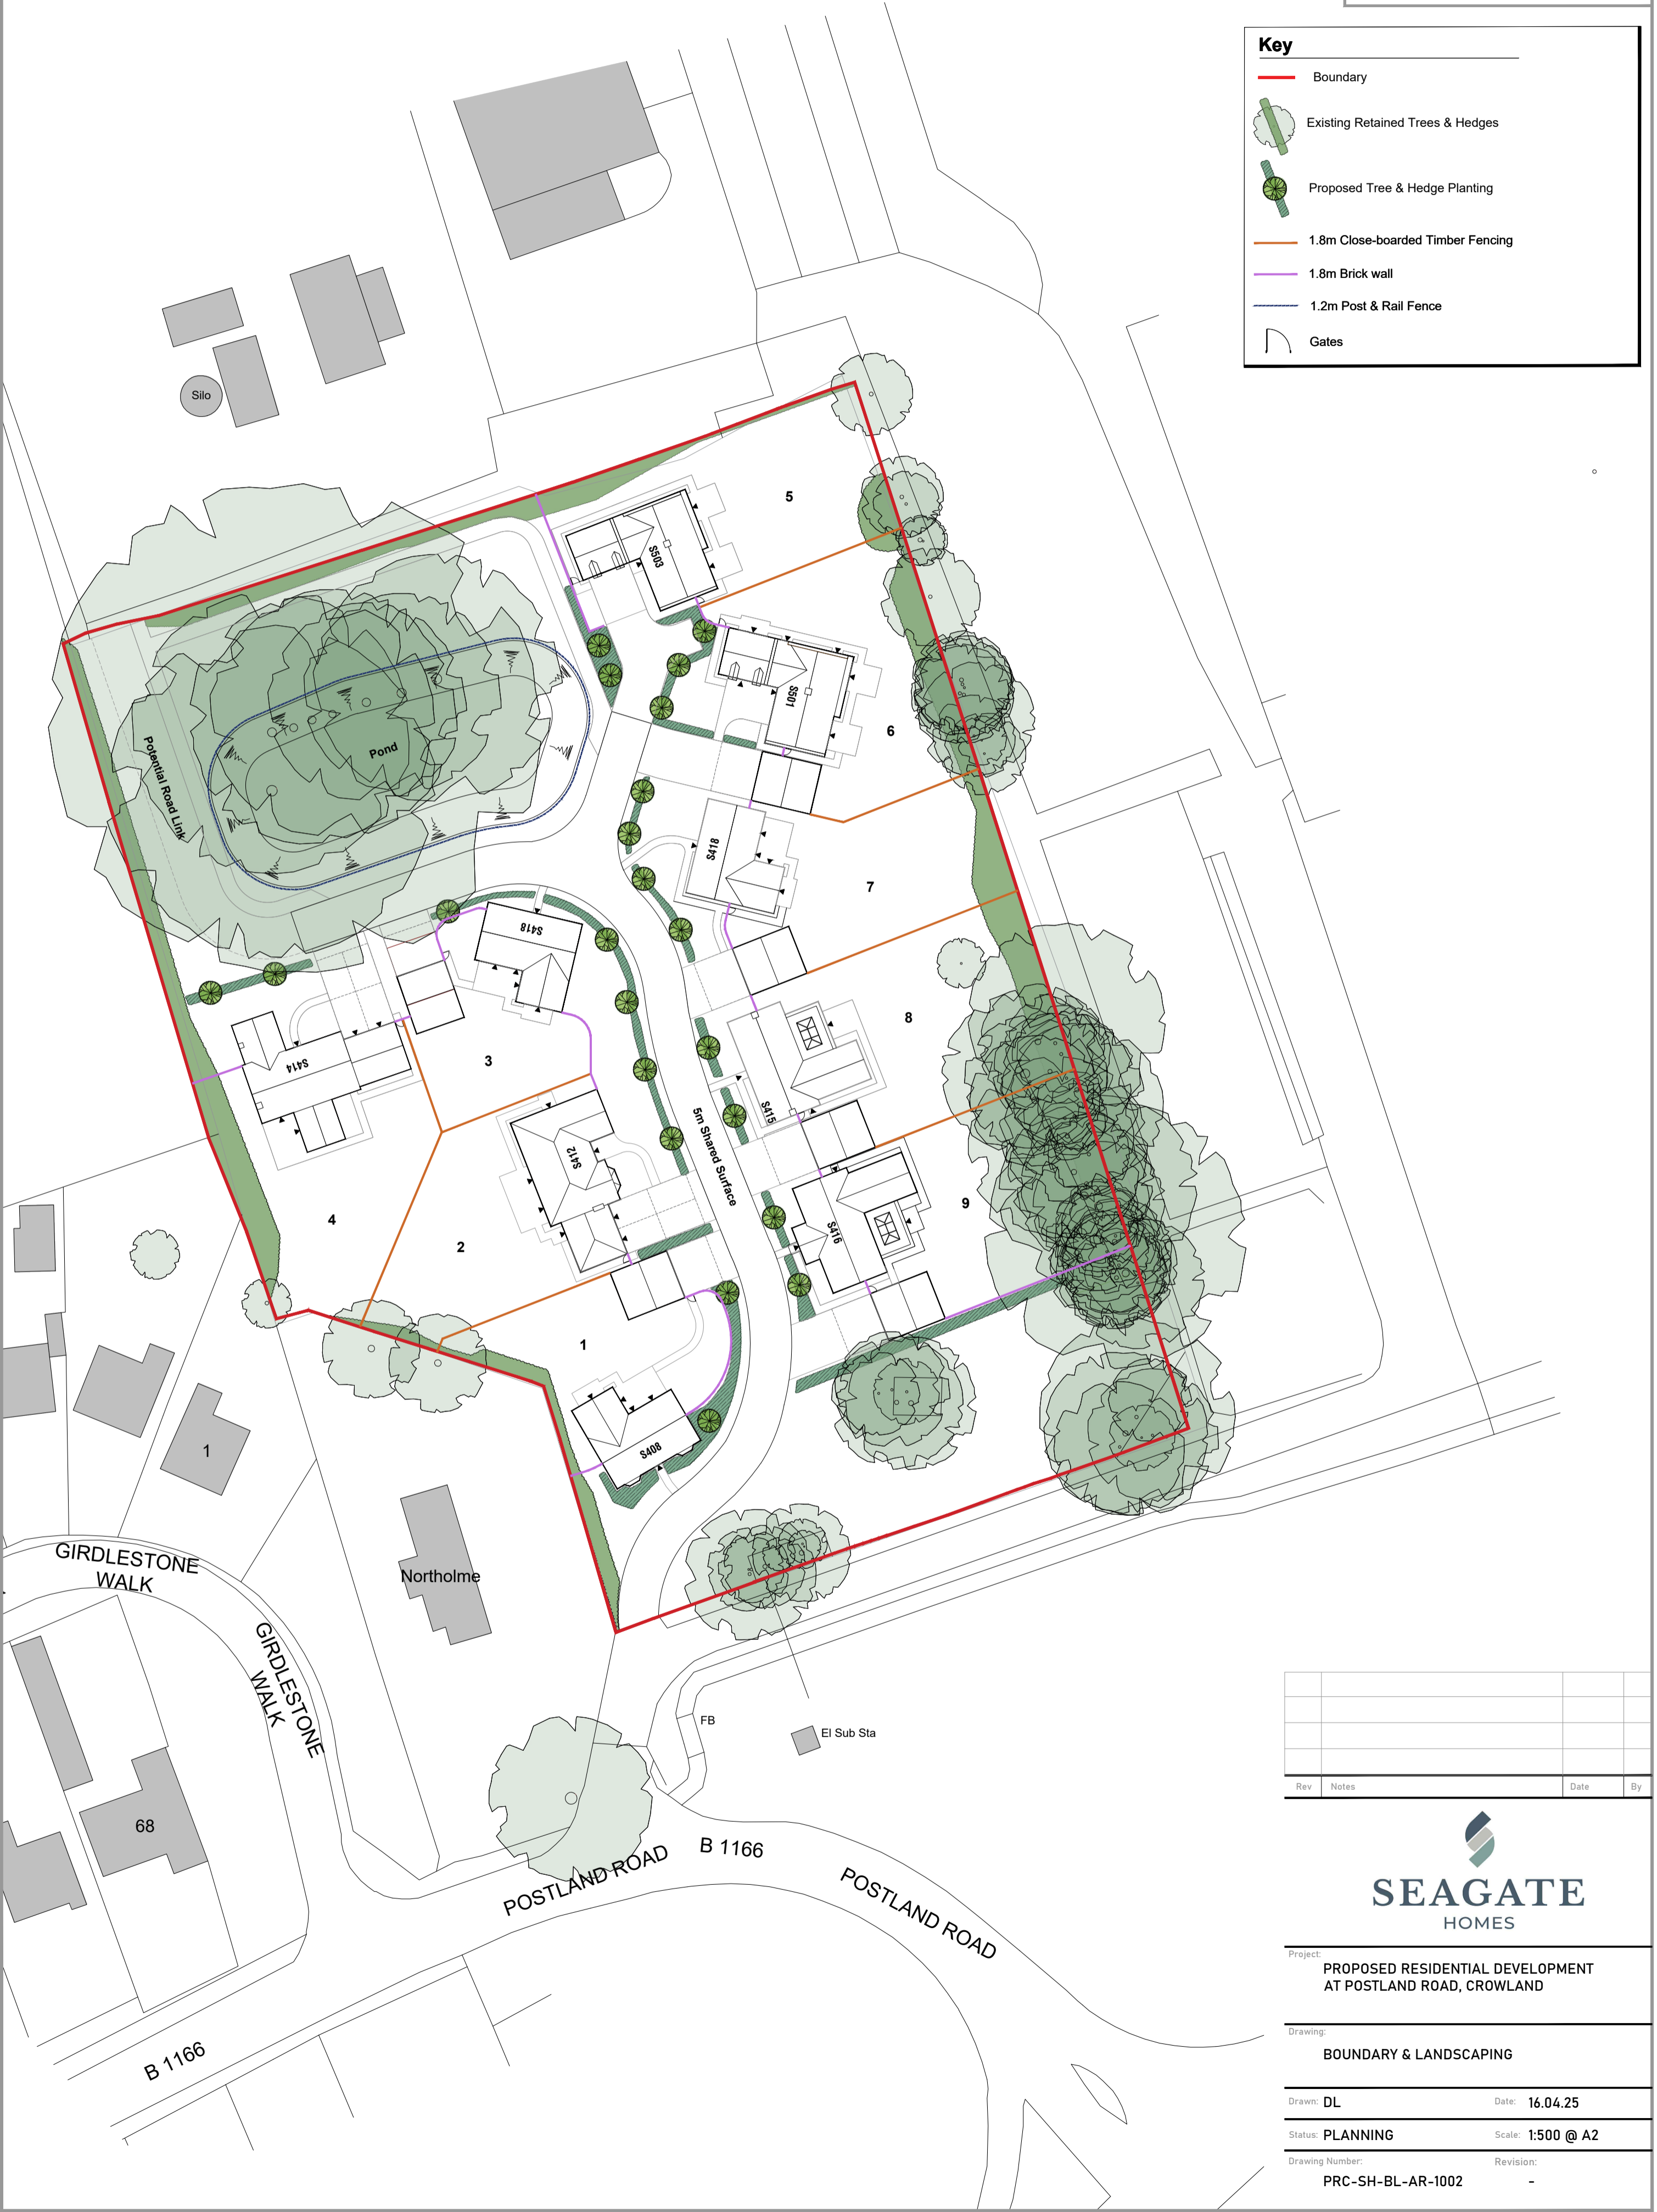 Key
Boundary
Existing Retained Trees & Hedges
Proposed Tree & Hedge Planting
1.8m Close-boarded Timber Fencing
1.8m Brick wall
1.2m Post & Rail Fence
Gates
Silo
5
S503
S501
6
Potential Road Link
Pond
S418
7
S418
S414
3
8
S415
5m Shared Surface
S412
4
2
9
S416
1
S408
1
GIRDLESTONE
WALK
Northolme
GIRDLESTONE
WALK
FB
El Sub Sta
68
POSTLAND ROAD
B 1166
POSTLAND ROAD
B 1166
Rev Notes Date By
SEAGATE
HOMES
Project:
PROPOSED RESIDENTIAL DEVELOPMENT
AT POSTLAND ROAD, CROWLAND
Drawing:
BOUNDARY & LANDSCAPING
Drawn: DL Date: 16.04.25
Status: PLANNING Scale: 1:500 @ A2
Drawing Number: Revision:
PRC-SH-BL-AR-1002 -